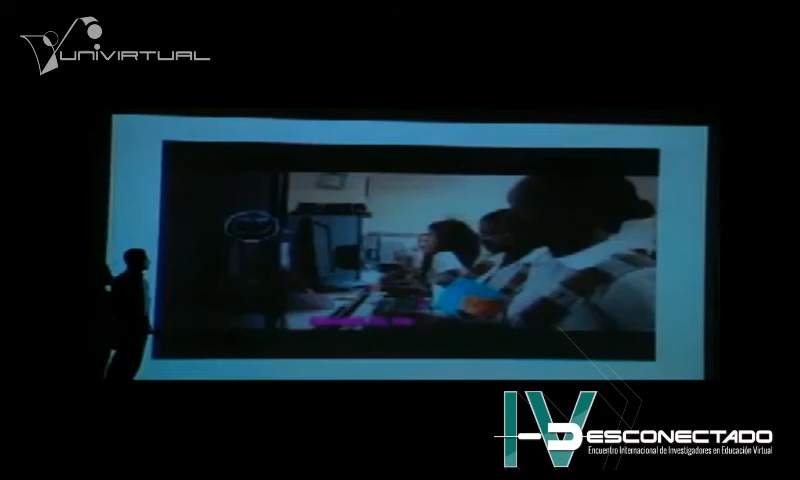 UNIVIRTUAL
IV DESCONECTADO
Encuentro Internacional de Investigadores en Educación Virtual